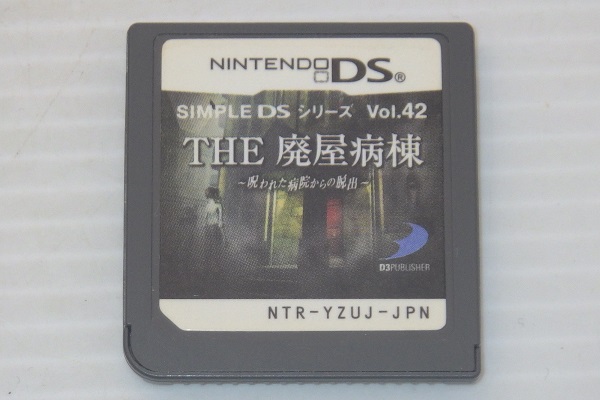 NINTENDO DS®
SIMPLE DS シリーズ Vol.42
THE 廃屋病棟
～呪われた病院からの脱出～
D3PUBLISHER
NTR-YZUJ-JPN